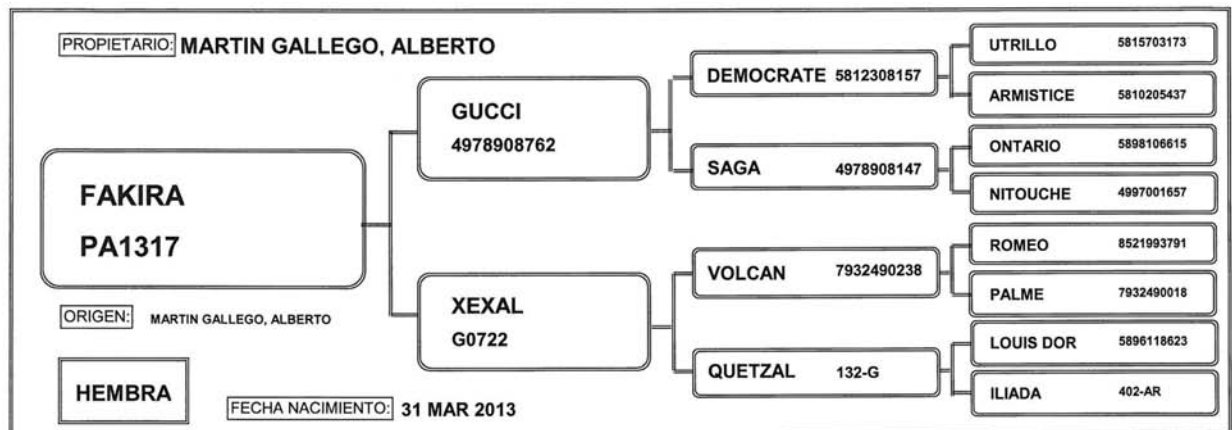 PROPIETARIO: MARTIN GALLEGO, ALBERTO
FAKIRA
PA1317
ORIGEN: MARTIN GALLEGO, ALBERTO
HEMBRA
FECHA NACIMIENTO: 31 MAR 2013
GUCCI
4978908762
XEXAL
G0722
DEMOCRATE 5812308157
SAGA 4978908147
VOLCAN 7932490238
QUETZAL 132-G
UTRILLO 5815703173
ARMISTICE 5810205437
ONTARIO 5898106615
NITOUCHE 4997001657
ROMEO 8521993791
PALME 7932490018
LOUIS DOR 5896118623
ILIADA 402-AR